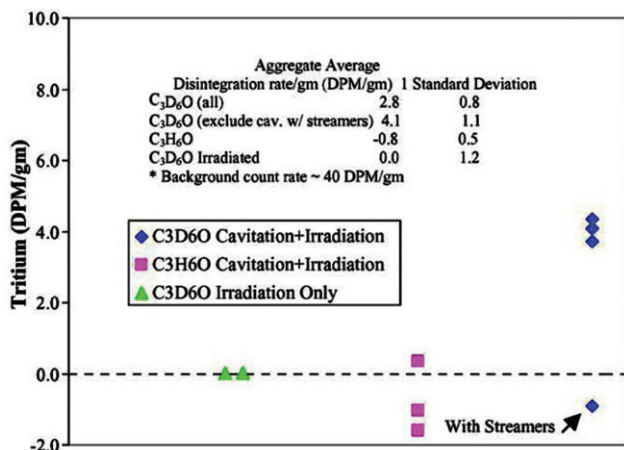 10.0
8.0
6.0
4.0
2.0
0.0
-2.0
Tritium (DPM/gm)
Aggregate Average
Disintegration rate/gm (DPM/gm) 1 Standard Deviation
C₃D₆O (all) 2.8 0.8
C₃D₆O (exclude cav. w/ streamers) 4.1 1.1
C₃H₆O -0.8 0.5
C₃D₆O Irradiated 0.0 1.2
* Background count rate ~ 40 DPM/gm
C3D6O Cavitation+Irradiation
C3H6O Cavitation+Irradiation
C3D6O Irradiation Only
With Streamers